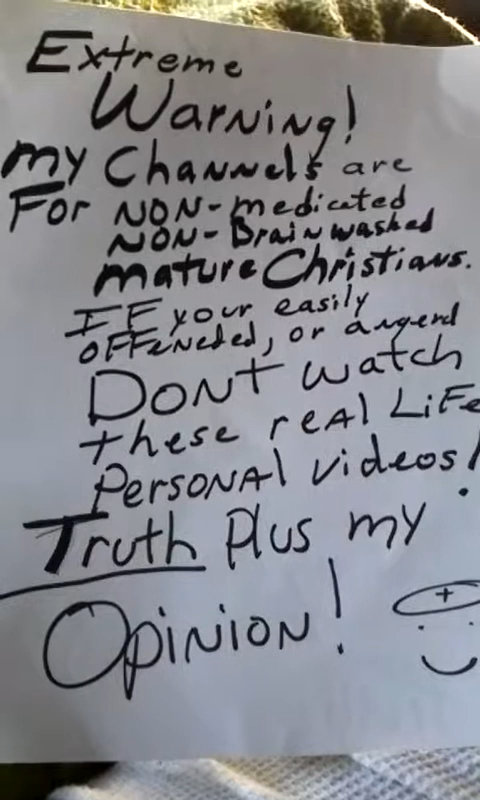 Extreme
Warning!
my Channels are
For NON-medicated
NON-Brainwashed
mature Christians.
IF your easily
OFFeneded, or angerd
DONt watch
these real LiFe
Personal videos!
Truth Plus my
Opinion!